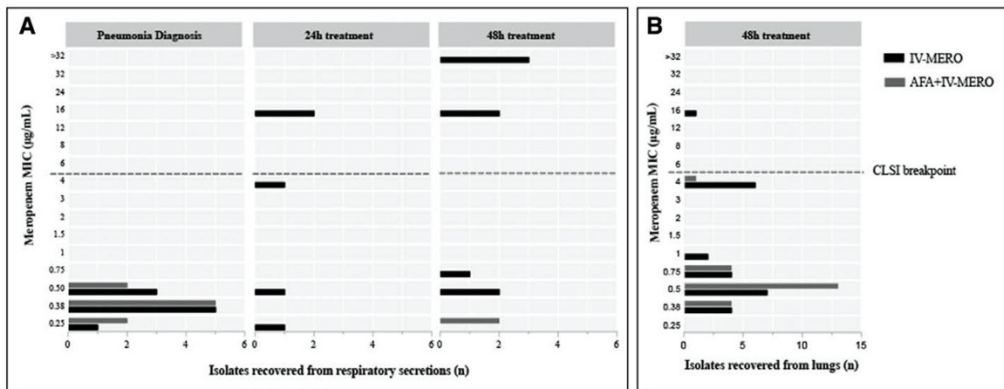 A
Pneumonia Diagnosis
24h treatment
48h treatment
Meropenem MIC (µg/mL)
>32
32
24
16
12
8
6
4
3
2
1.5
1
0.75
0.50
0.38
0.25
0 2 4 6
0 2 4 6
0 2 4 6
Isolates recovered from respiratory secretions (n)
B
48h treatment
Meropenem MIC (µg/mL)
>32
32
24
16
12
8
6
4
3
2
1.5
1
0.75
0.5
0.38
0.25
0 5 10 15
Isolates recovered from lungs (n)
IV-MERO
AFA+IV-MERO
CLSI breakpoint